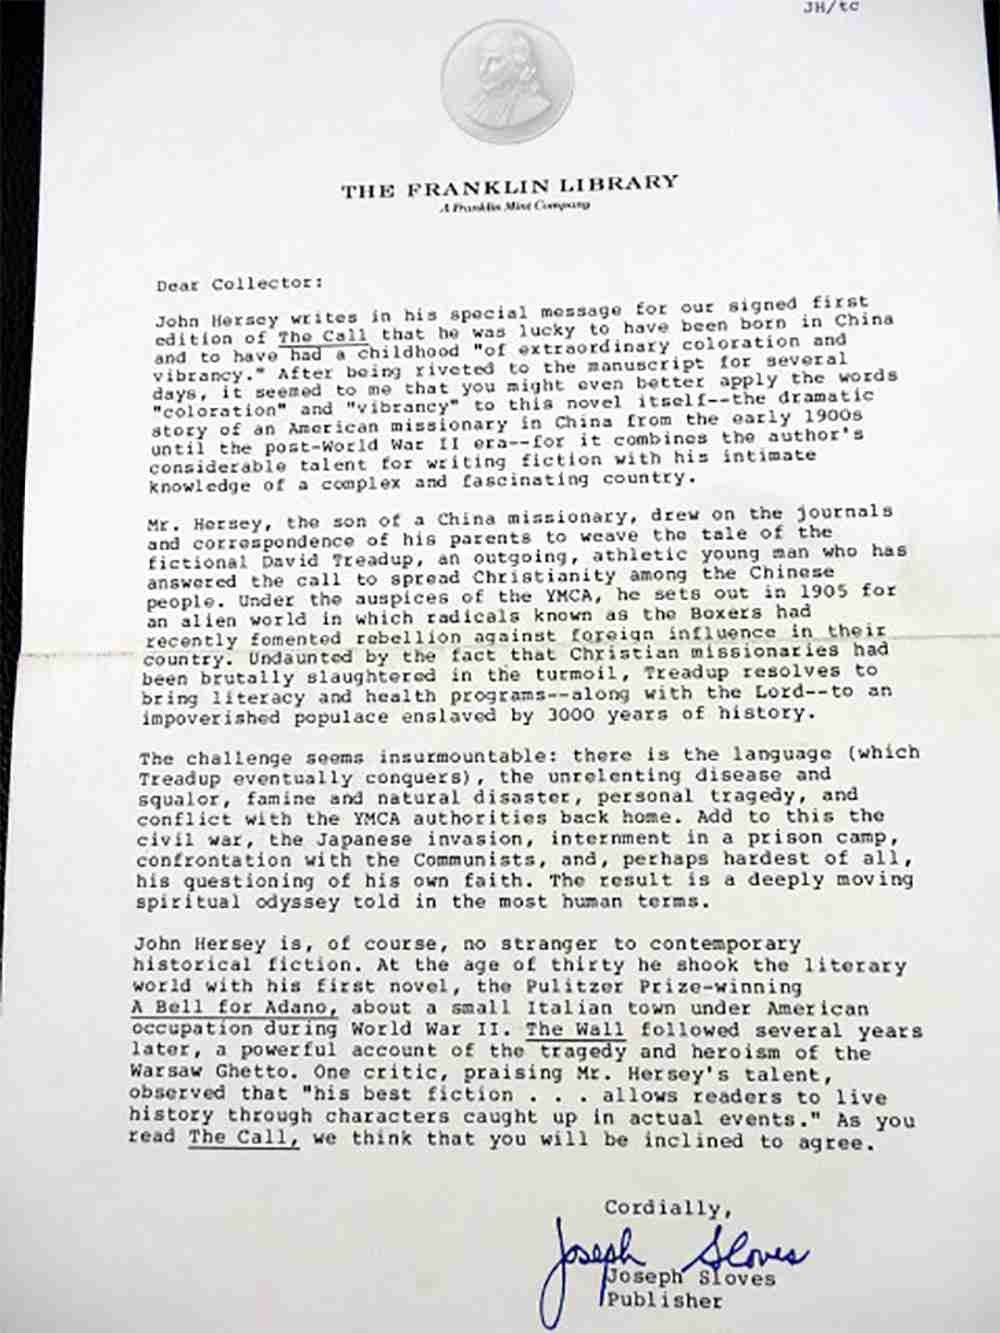 JH/tc
THE FRANKLIN LIBRARY
A Franklin Mint Company
Dear Collector:
John Hersey writes in his special message for our signed first
edition of The Call that he was lucky to have been born in China
and to have had a childhood "of extraordinary coloration and
vibrancy." After being riveted to the manuscript for several
days, it seemed to me that you might even better apply the words
"coloration" and "vibrancy" to this novel itself--the dramatic
story of an American missionary in China from the early 1900s
until the post-World War II era--for it combines the author's
considerable talent for writing fiction with his intimate
knowledge of a complex and fascinating country.
Mr. Hersey, the son of a China missionary, drew on the journals
and correspondence of his parents to weave the tale of the
fictional David Treadup, an outgoing, athletic young man who has
answered the call to spread Christianity among the Chinese
people. Under the auspices of the YMCA, he sets out in 1905 for
an alien world in which radicals known as the Boxers had
recently fomented rebellion against foreign influence in their
country. Undaunted by the fact that Christian missionaries had
been brutally slaughtered in the turmoil, Treadup resolves to
bring literacy and health programs--along with the Lord--to an
impoverished populace enslaved by 3000 years of history.
The challenge seems insurmountable: there is the language (which
Treadup eventually conquers), the unrelenting disease and
squalor, famine and natural disaster, personal tragedy, and
conflict with the YMCA authorities back home. Add to this the
civil war, the Japanese invasion, internment in a prison camp,
confrontation with the Communists, and, perhaps hardest of all,
his questioning of his own faith. The result is a deeply moving
spiritual odyssey told in the most human terms.
John Hersey is, of course, no stranger to contemporary
historical fiction. At the age of thirty he shook the literary
world with his first novel, the Pulitzer Prize-winning
A Bell for Adano, about a small Italian town under American
occupation during World War II. The Wall followed several years
later, a powerful account of the tragedy and heroism of the
Warsaw Ghetto. One critic, praising Mr. Hersey's talent,
observed that "his best fiction . . . allows readers to live
history through characters caught up in actual events." As you
read The Call, we think that you will be inclined to agree.
Cordially,
Joseph Sloves
Joseph Sloves
Publisher